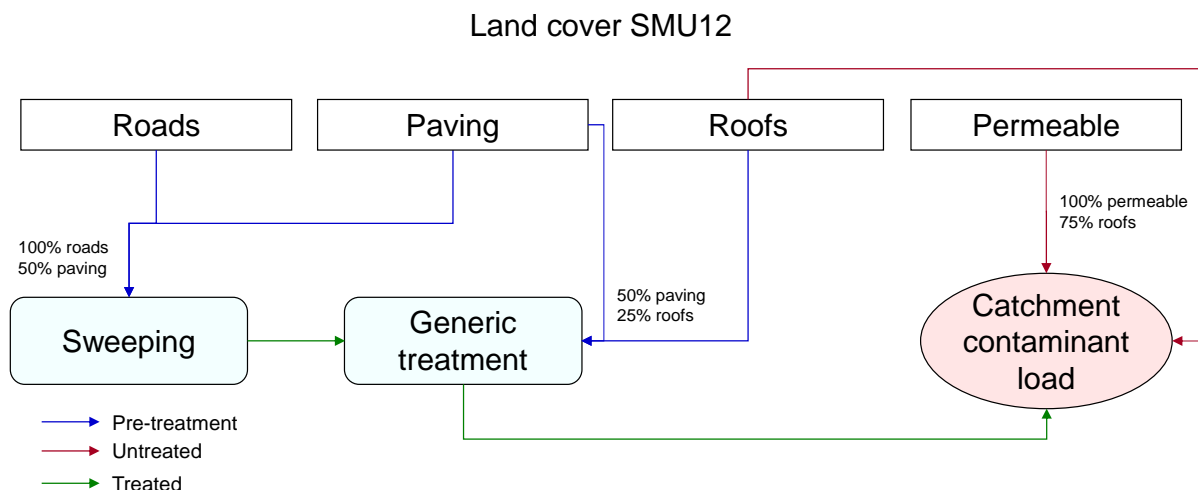 Land cover SMU12
Roads
Paving
Roofs
Permeable
100% roads
50% paving
100% permeable
75% roofs
50% paving
25% roofs
Sweeping
Generic
treatment
Catchment
contaminant
load
Pre-treatment
Untreated
Treated